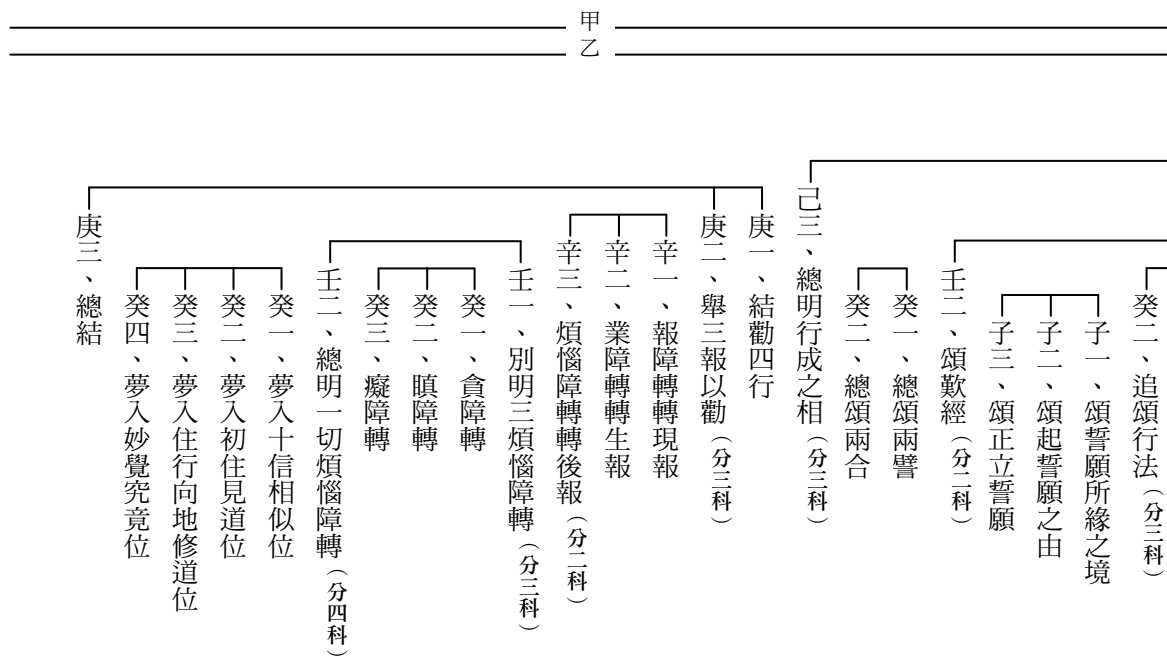 甲
乙
癸二、追頌行法（分三科）
子一、頌誓願所緣之境
子二、頌起誓願之由
子三、頌正立誓願
壬二、頌歎經（分二科）
癸一、總頌兩譬
癸二、總頌兩合
己三、總明行成之相（分三科）
庚一、結勸四行
庚二、舉三報以勸（分三科）
辛一、報障轉轉現報
辛二、業障轉轉生報
辛三、煩惱障轉轉後報（分二科）
壬一、別明三煩惱障轉（分三科）
癸一、貪障轉
癸二、瞋障轉
癸三、癡障轉
壬二、總明一切煩惱障轉（分四科）
癸一、夢入十信相似位
癸二、夢入初住見道位
癸三、夢入住行向地修道位
癸四、夢入妙覺究竟位
庚三、總結